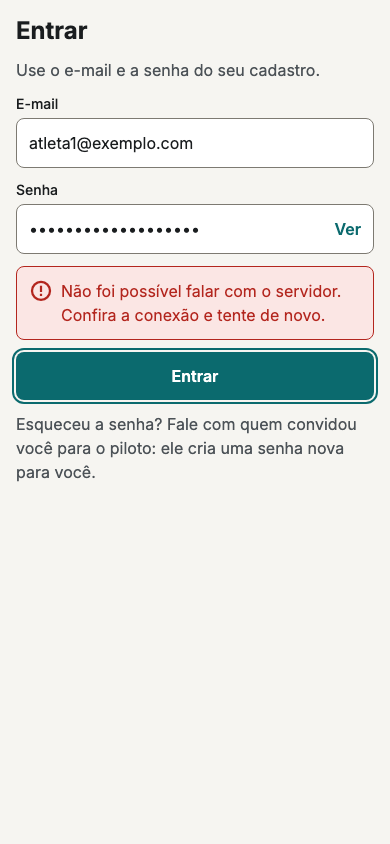 Entrar
Use o e-mail e a senha do seu cadastro.
E-mail
atleta1@exemplo.com
Senha
•••••••••••••••••••
Ver
Não foi possível falar com o servidor.
Confira a conexão e tente de novo.
Entrar
Esqueceu a senha? Fale com quem convidou
você para o piloto: ele cria uma senha nova
para você.